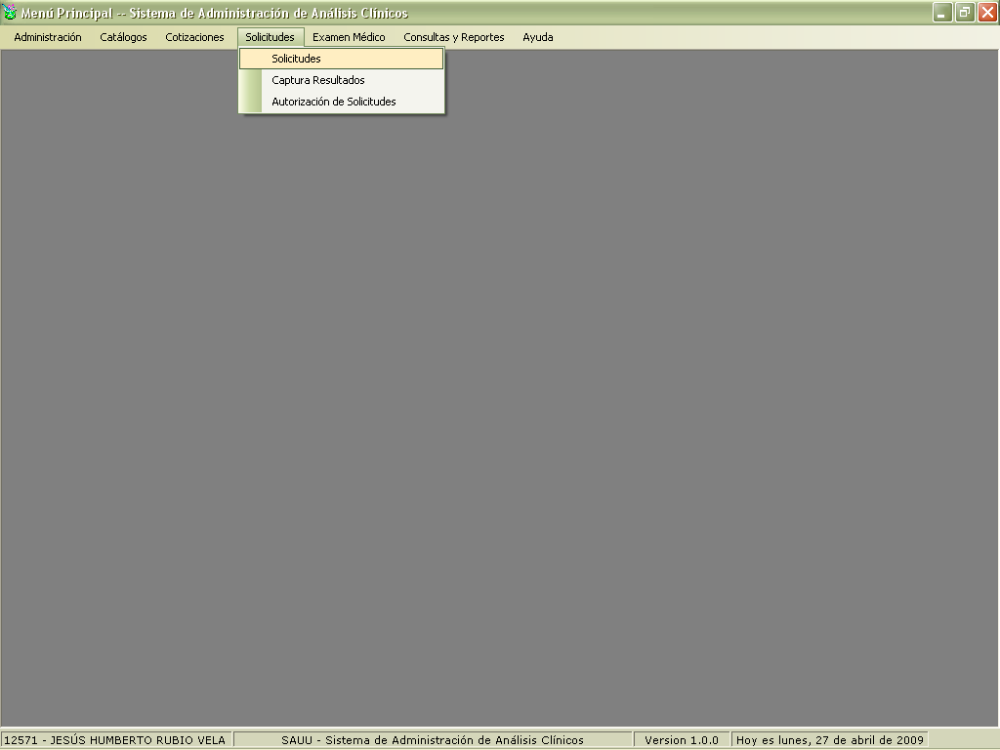 Menú Principal -- Sistema de Administración de Análisis Clínicos
Administración Catálogos Cotizaciones Solicitudes Examen Médico Consultas y Reportes Ayuda
Solicitudes
Captura Resultados
Autorización de Solicitudes
12571 - JESÚS HUMBERTO RUBIO VELA SAUU - Sistema de Administración de Análisis Clínicos Version 1.0.0 Hoy es lunes, 27 de abril de 2009